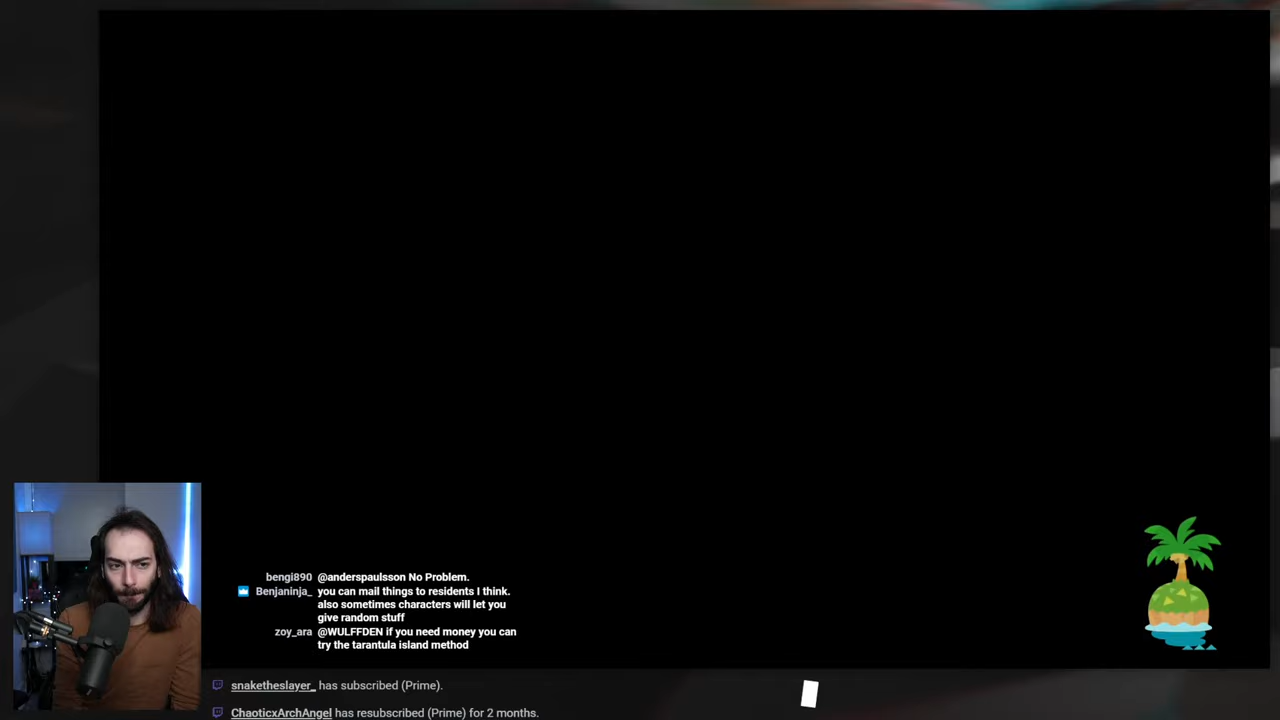 bengi890 @anderspaulsson No Problem.
Benjaninja_ you can mail things to residents I think.
also sometimes characters will let you
give random stuff
zoy_ara @WULFFDEN if you need money you can
try the tarantula island method
snaketheslayer_ has subscribed (Prime).
ChaoticxArchAngel has resubscribed (Prime) for 2 months.